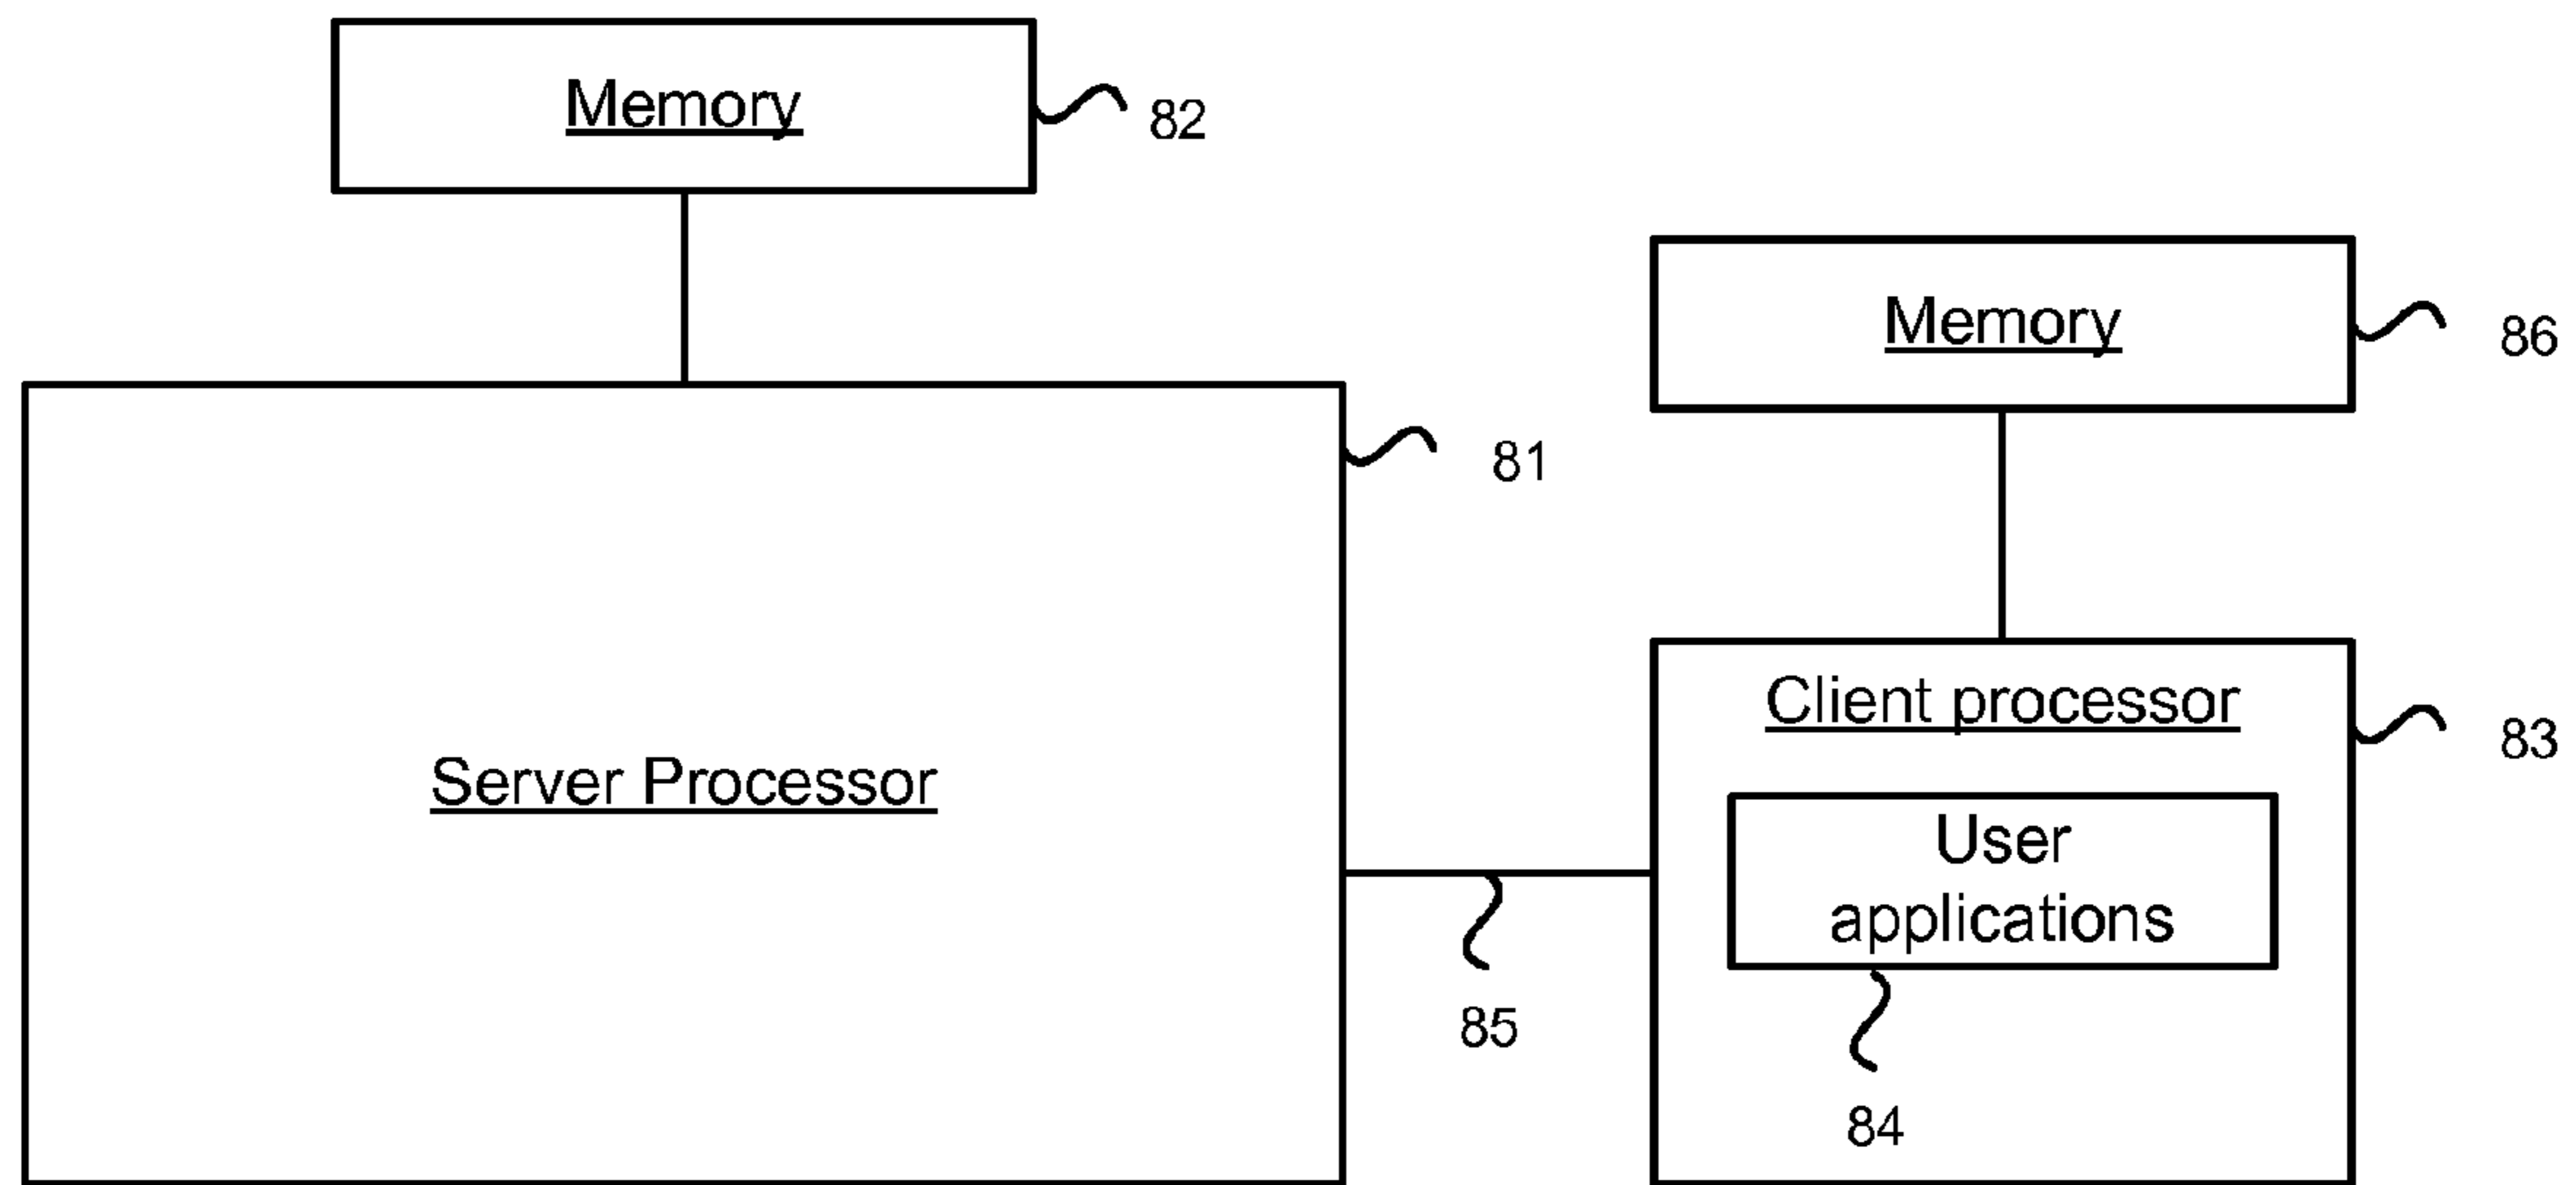 Memory
82
Memory
86
81
Client processor
83
Server Processor
User
applications
85
84